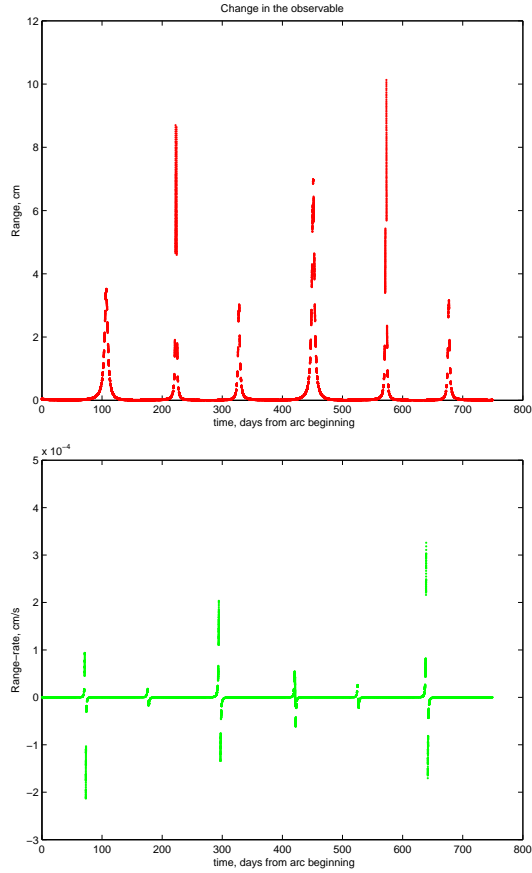 Change in the observable
12
10
8
6
4
2
0
Range, cm
0 100 200 300 400 500 600 700 800
time, days from arc beginning
x 10⁻⁴
5
4
3
2
1
0
−1
−2
−3
Range−rate, cm/s
0 100 200 300 400 500 600 700 800
time, days from arc beginning